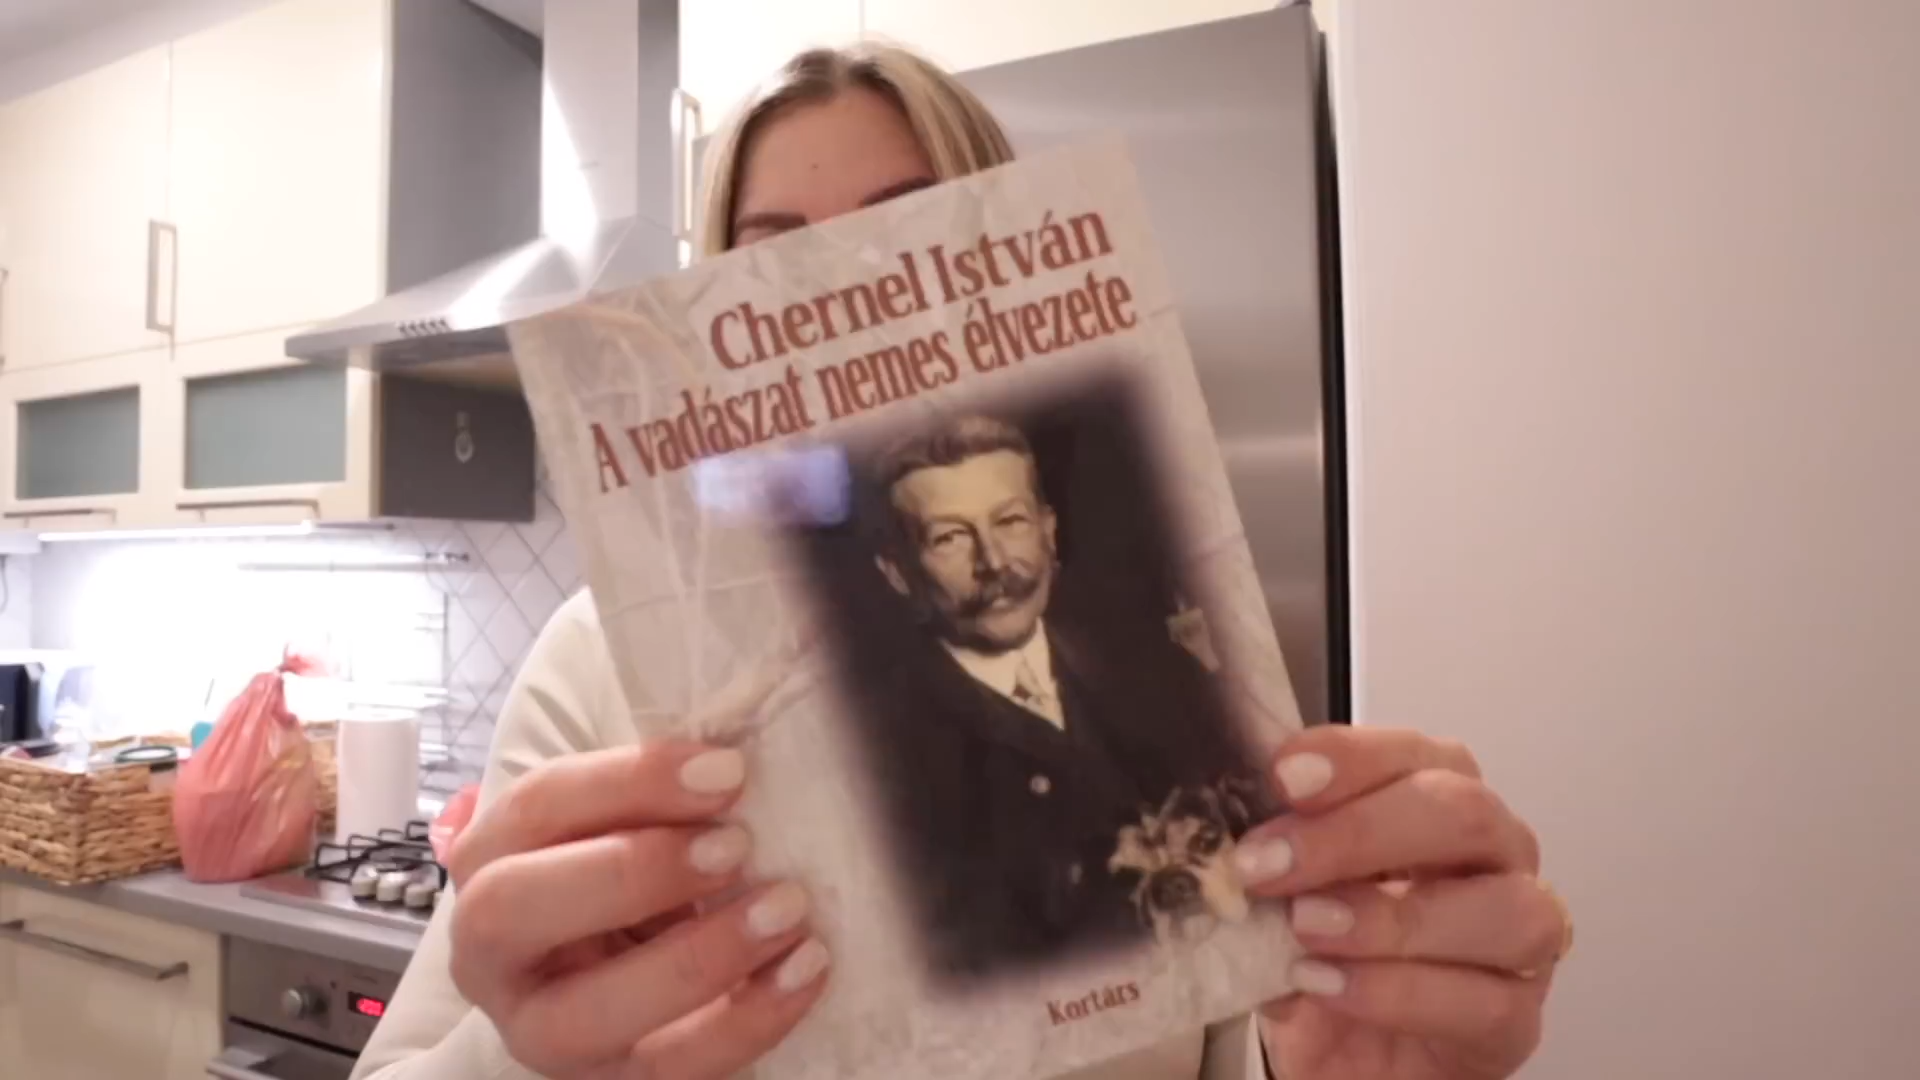 Chernel István
A vadászat nemes élvezete
Kortárs